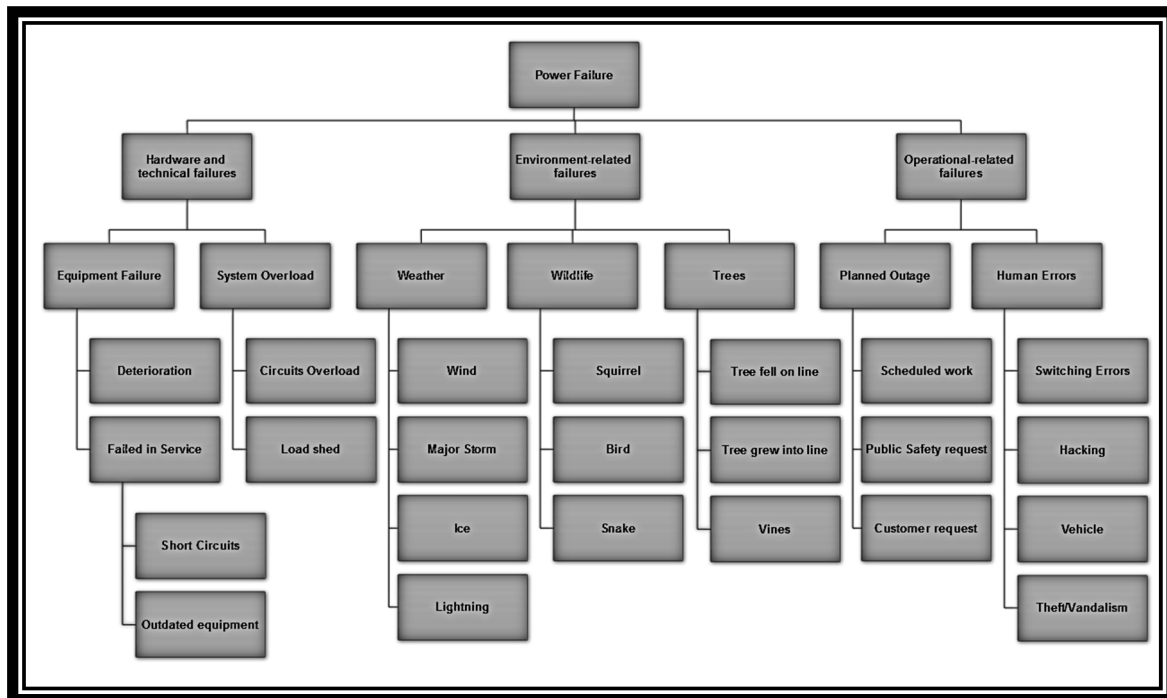 Power Failure
Hardware and
technical failures
Environment-related
failures
Operational-related
failures
Equipment Failure
System Overload
Weather
Wildlife
Trees
Planned Outage
Human Errors
Deterioration
Circuits Overload
Wind
Squirrel
Tree fell on line
Scheduled work
Switching Errors
Failed in Service
Load shed
Major Storm
Bird
Tree grew into line
Public Safety request
Hacking
Short Circuits
Ice
Snake
Vines
Customer request
Vehicle
Outdated equipment
Lightning
Theft/Vandalism